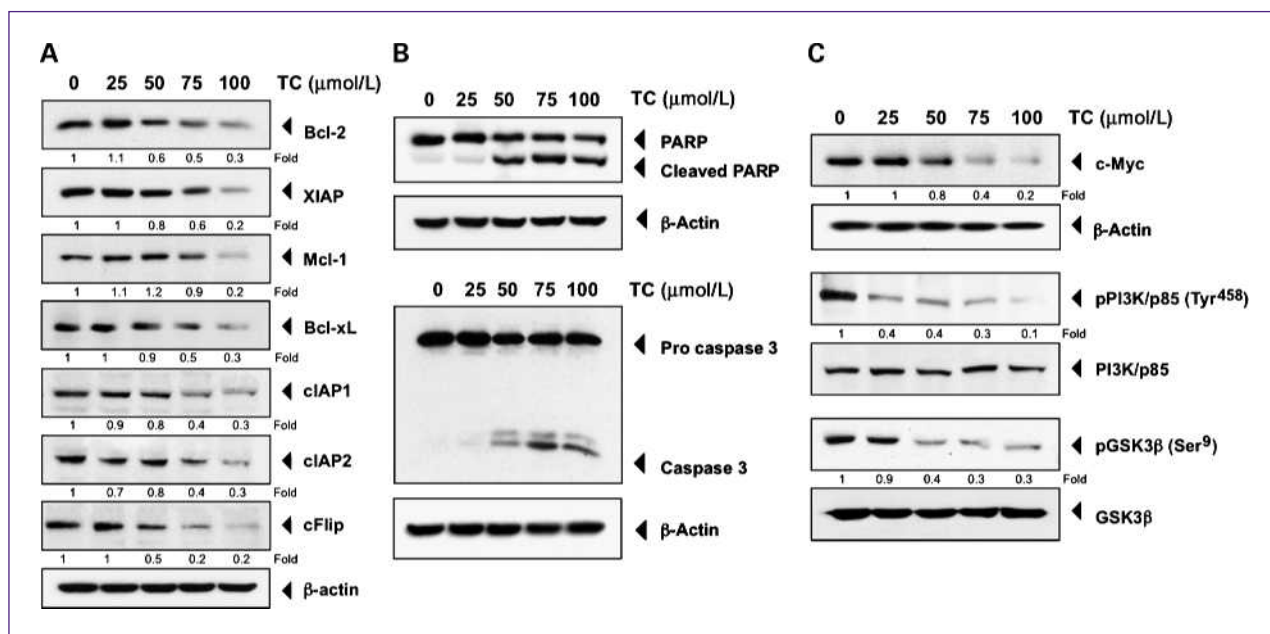 A
0 25 50 75 100 TC (μmol/L)
Bcl-2
1 1.1 0.6 0.5 0.3 Fold
XIAP
1 1 0.8 0.6 0.2 Fold
Mcl-1
1 1.1 1.2 0.9 0.2 Fold
Bcl-xL
1 1 0.9 0.5 0.3 Fold
cIAP1
1 0.9 0.8 0.4 0.3 Fold
cIAP2
1 0.7 0.8 0.4 0.3 Fold
cFlip
1 1 0.5 0.2 0.2 Fold
β-actin
B
0 25 50 75 100 TC (μmol/L)
PARP
Cleaved PARP
β-Actin
0 25 50 75 100 TC (μmol/L)
Pro caspase 3
Caspase 3
β-Actin
C
0 25 50 75 100 TC (μmol/L)
c-Myc
1 1 0.8 0.4 0.2 Fold
β-Actin
pPI3K/p85 (Tyr458)
1 0.4 0.4 0.3 0.1 Fold
PI3K/p85
pGSK3β (Ser9)
1 0.9 0.4 0.3 0.3 Fold
GSK3β